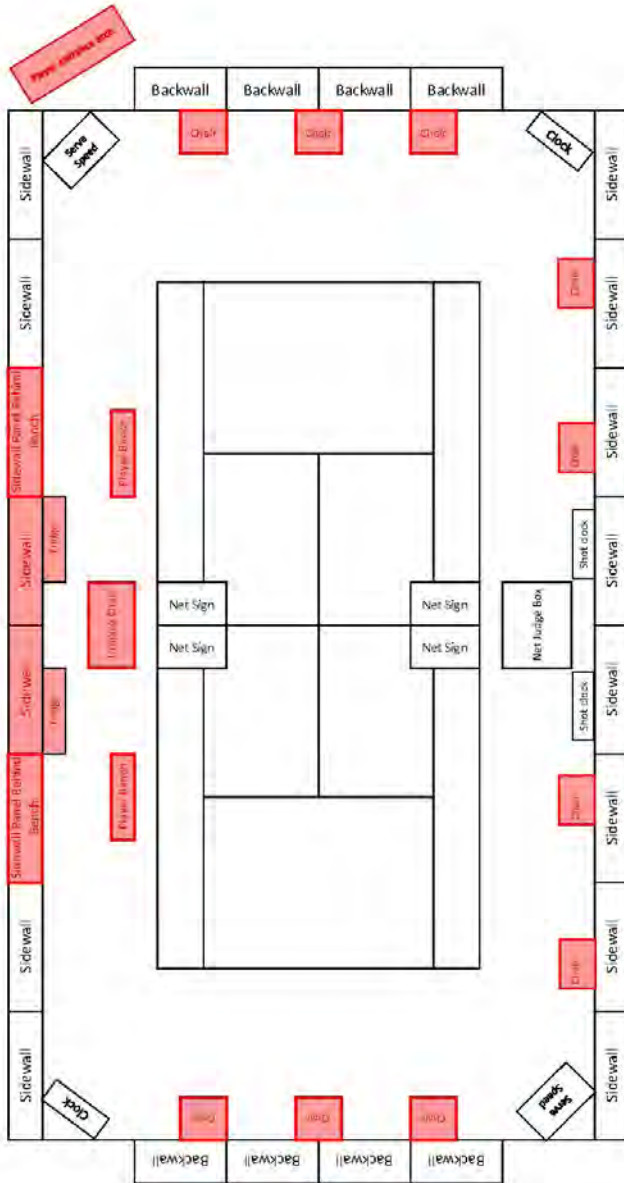 Player entrance arch
Backwall
Backwall
Backwall
Backwall
Serve
Speed
Chair
Chair
Chair
Clock
Sidewall
Sidewall
Sidewall
Sidewall
Chair
Sidewall Panel Behind
Bench
Player Bench
Chair
Sidewall
Sidewall
Fridge
Shot clock
Sidewall
Umpire Chair
Net Sign
Net Sign
Net Judge Box
Net Sign
Net Sign
Sidewall
Fridge
Shot clock
Sidewall
Sidewall Panel Behind
Bench
Player Bench
Chair
Sidewall
Sidewall
Chair
Sidewall
Sidewall
Sidewall
Clock
Chair
Chair
Chair
Serve
Speed
Backwall
Backwall
Backwall
Backwall